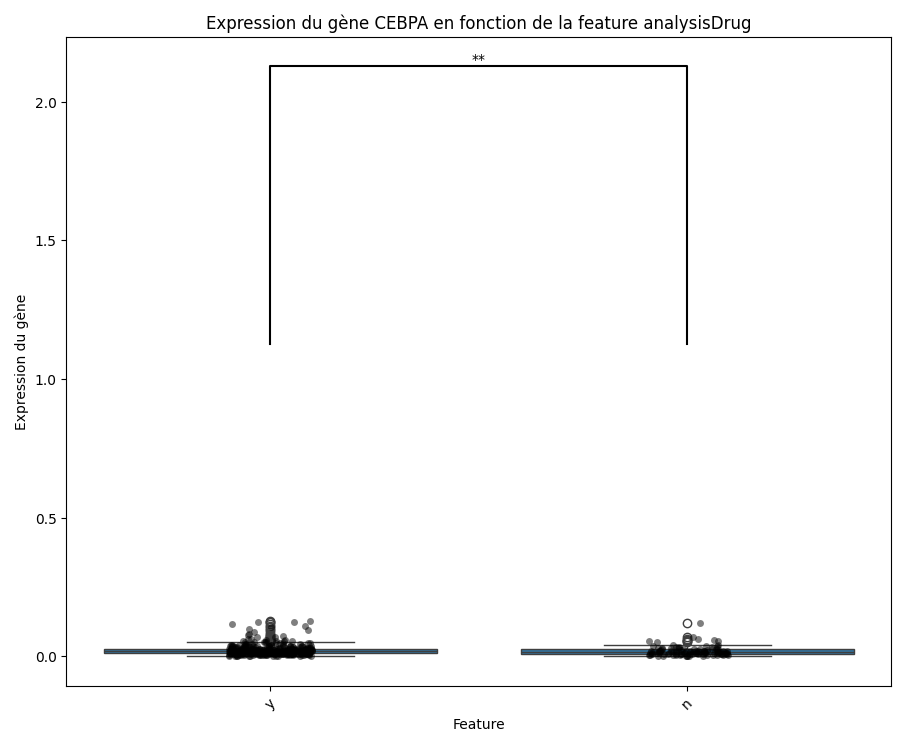 Expression du gène CEBPA en fonction de la feature analysisDrug
**
2.0
1.5
1.0
0.5
0.0
Expression du gène
y
n
Feature